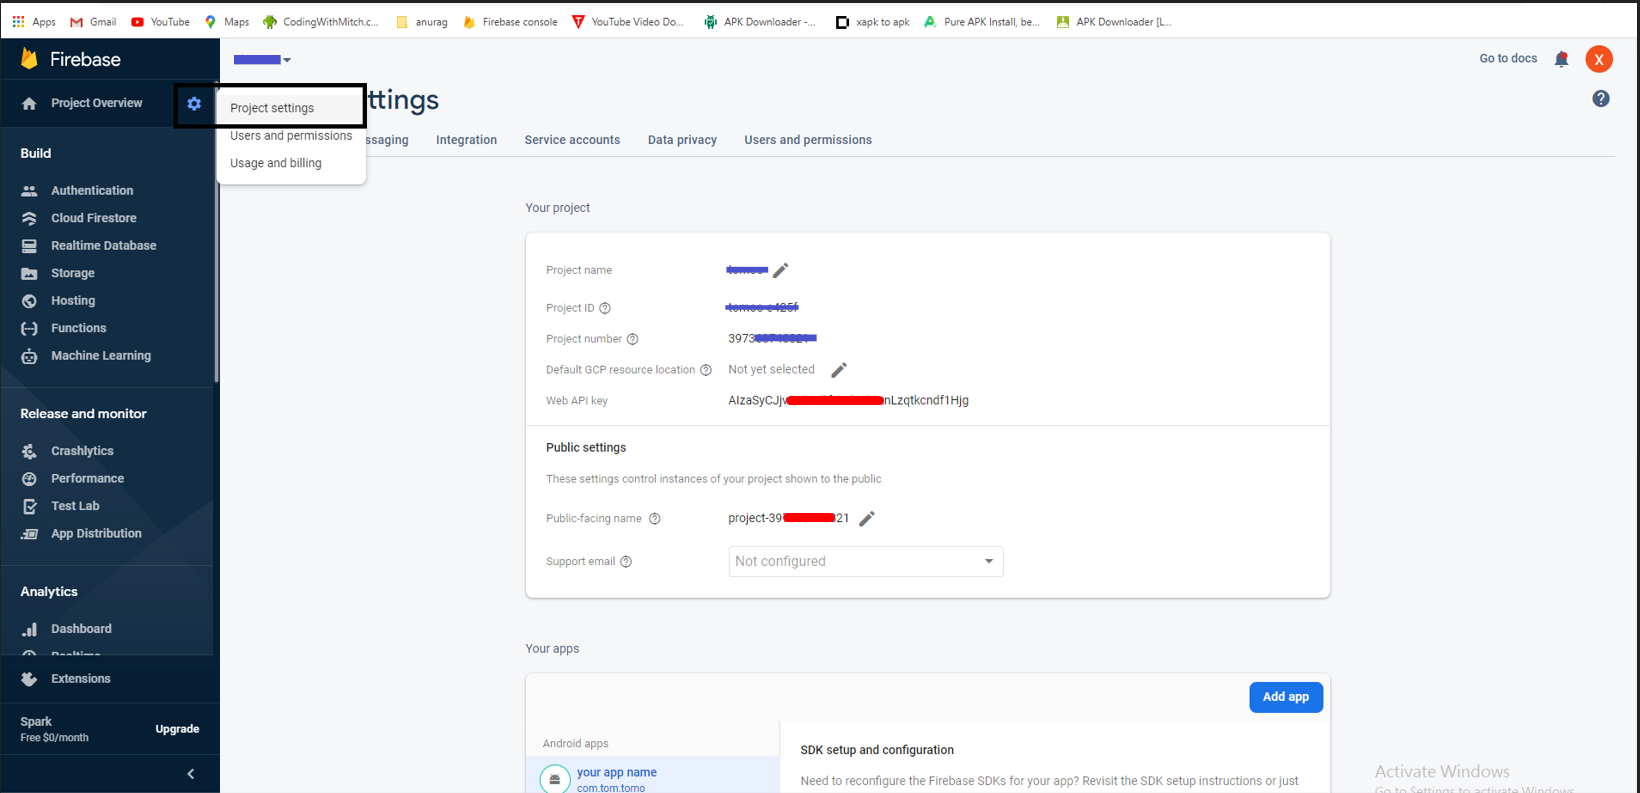 Apps Gmail YouTube Maps CodingWithMitch.c... anurag Firebase console YouTube Video Do... APK Downloader -... xapk to apk Pure APK Install, be... APK Downloader [L...
Firebase
Go to docs
X
Project Overview
Project settings
ttings
Users and permissions
ssaging Integration Service accounts Data privacy Users and permissions
Usage and billing
Build
Authentication
Cloud Firestore
Realtime Database
Storage
Hosting
Functions
Machine Learning
Release and monitor
Crashlytics
Performance
Test Lab
App Distribution
Analytics
Dashboard
Realtime
Extensions
Spark
Free $0/month
Upgrade
Your project
Project name
Project ID
Project number 397
Default GCP resource location Not yet selected
Web API key AIzaSyCJv nLzqtkcndf1Hjg
Public settings
These settings control instances of your project shown to the public
Public-facing name project-39 21
Support email Not configured
Your apps
Add app
Android apps
your app name
com.tom.tomo
SDK setup and configuration
Need to reconfigure the Firebase SDKs for your app? Revisit the SDK setup instructions or just
Activate Windows
Go to Settings to activate Windows.